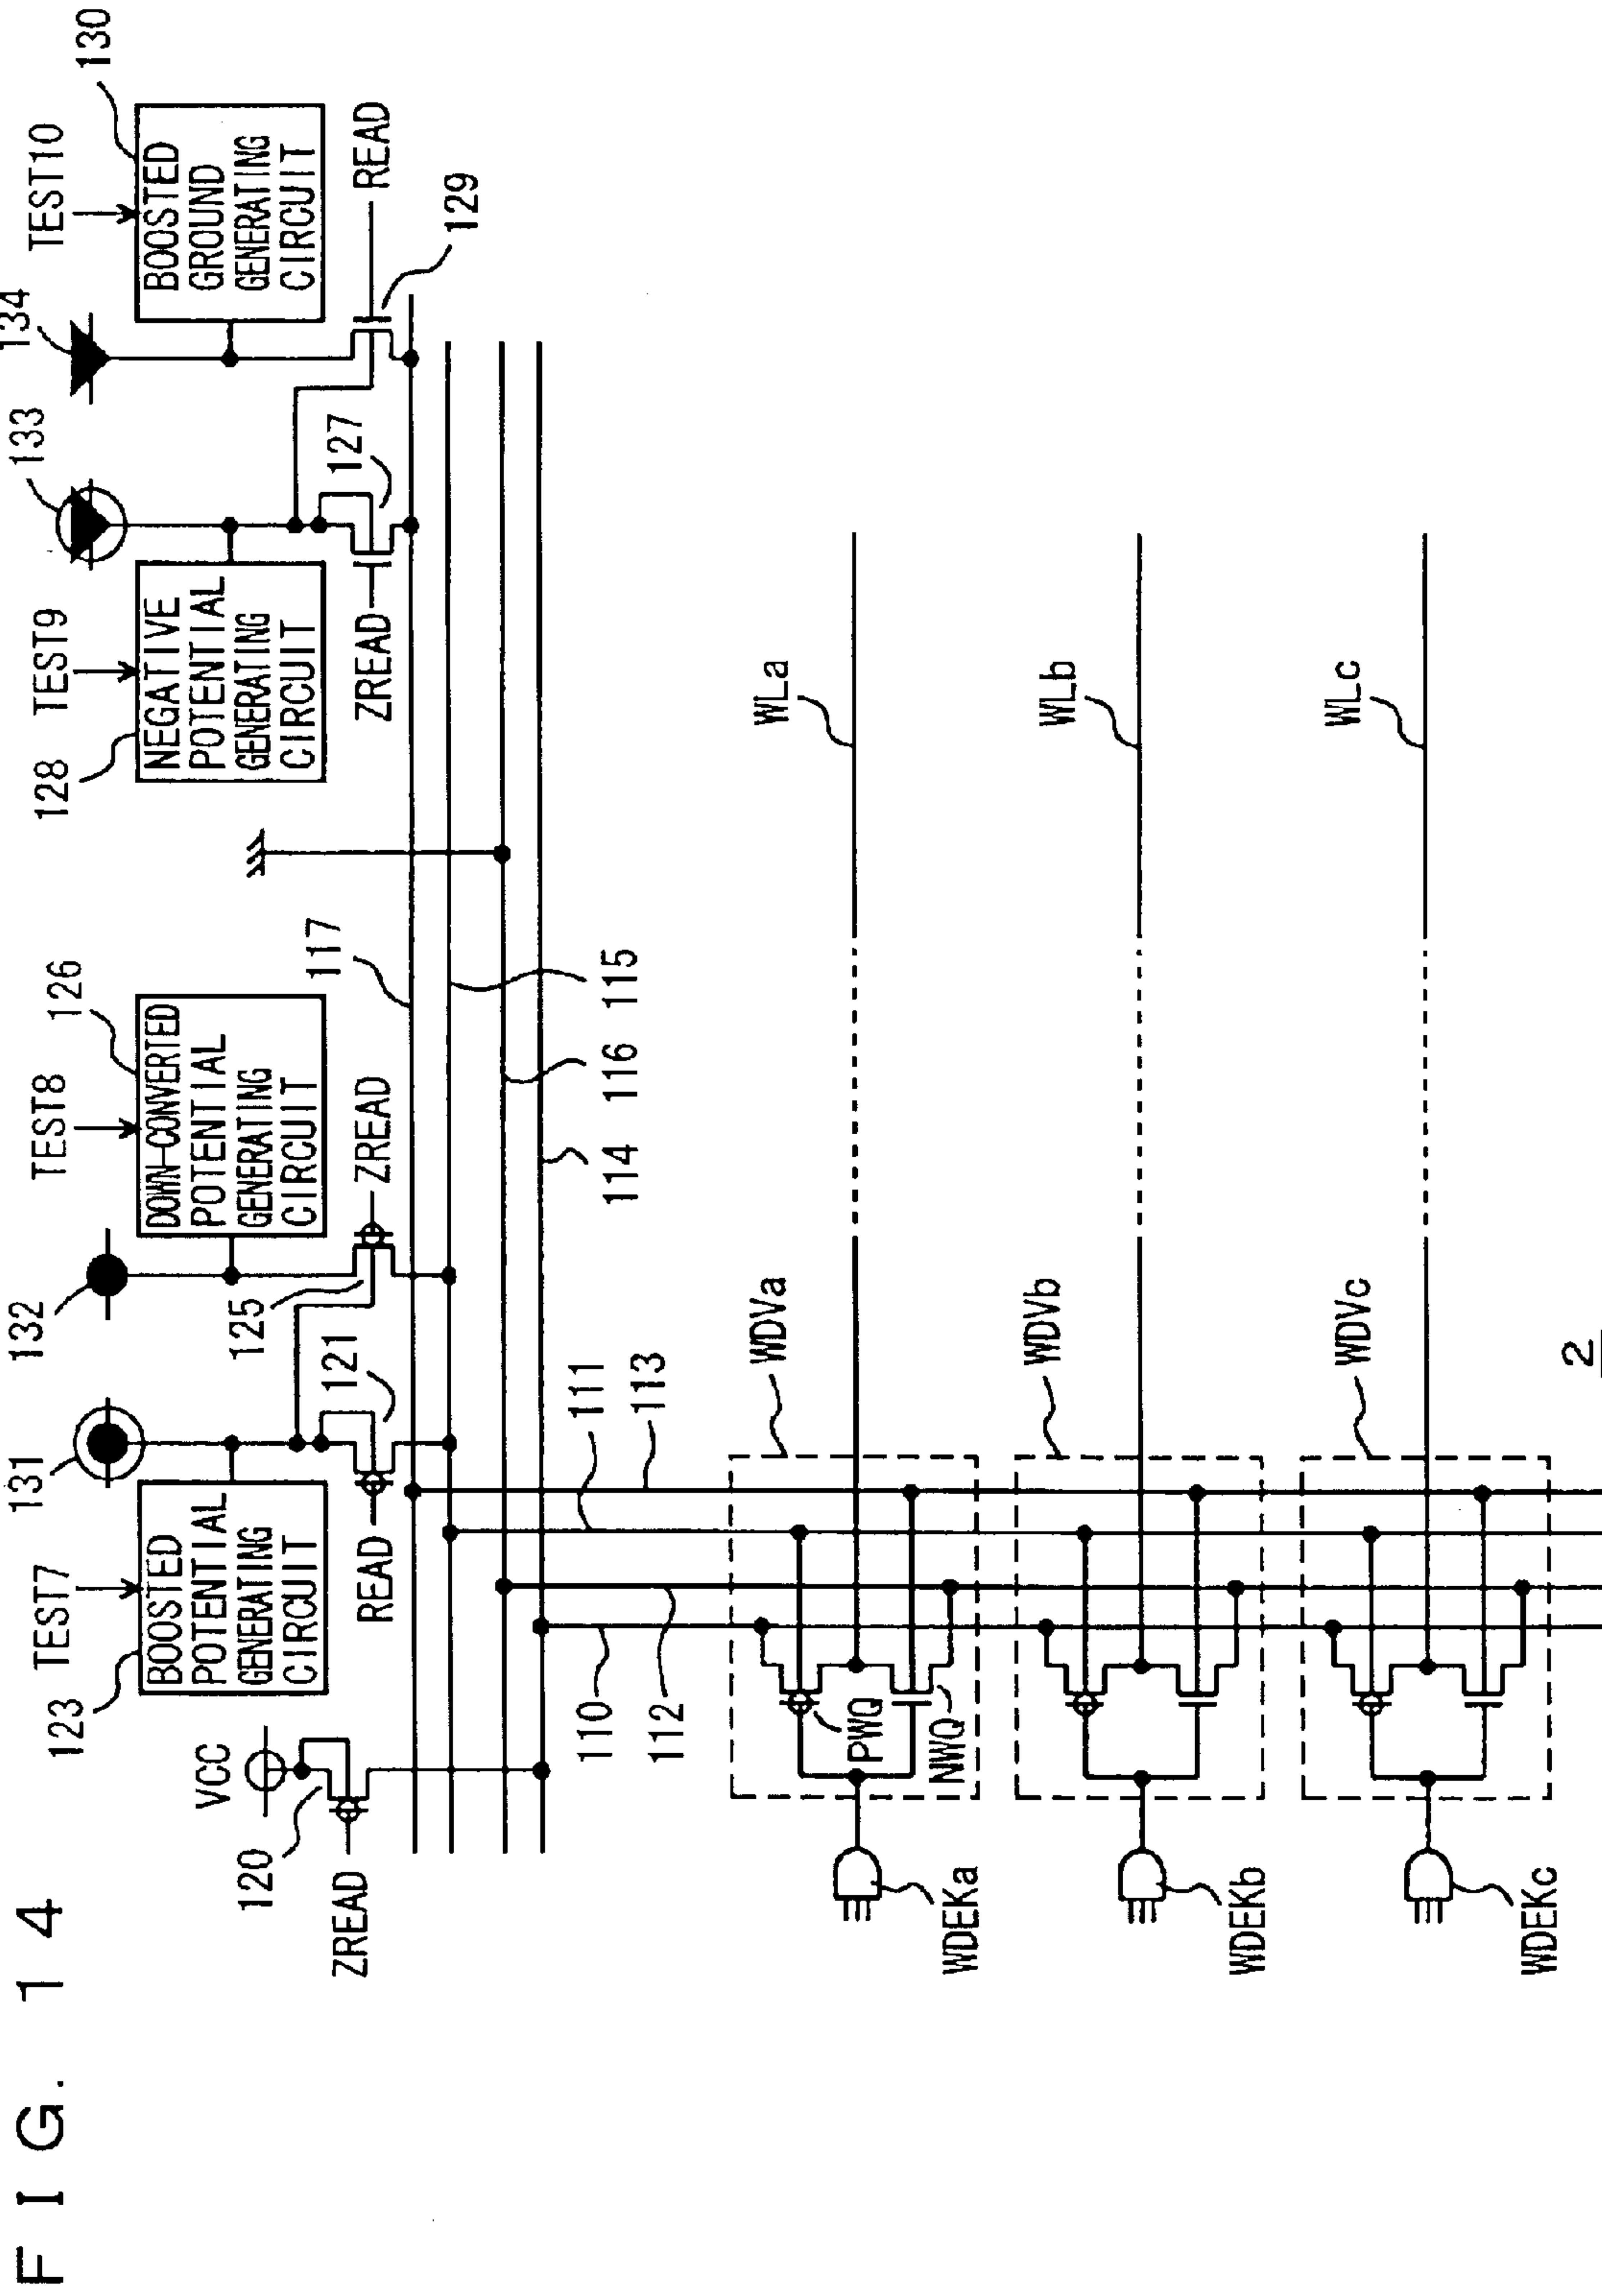 FIG. 14
TEST7
123
BOOSTED
POTENTIAL
GENERATING
CIRCUIT
131
132
TEST8
126
DOWN-CONVERTED
POTENTIAL
GENERATING
CIRCUIT
128
TEST9
NEGATIVE
POTENTIAL
GENERATING
CIRCUIT
133
134
TEST10
130
BOOSTED
GROUND
GENERATING
CIRCUIT
VCC
120
ZREAD
READ
121
125
ZREAD
117
ZREAD
127
READ
129
115
116
114
110
112
111
113
WDVa
WLa
PWQ
NWQ
WDEKa
WDVb
WLb
WDEKb
WDVc
WLc
WDEKc
2